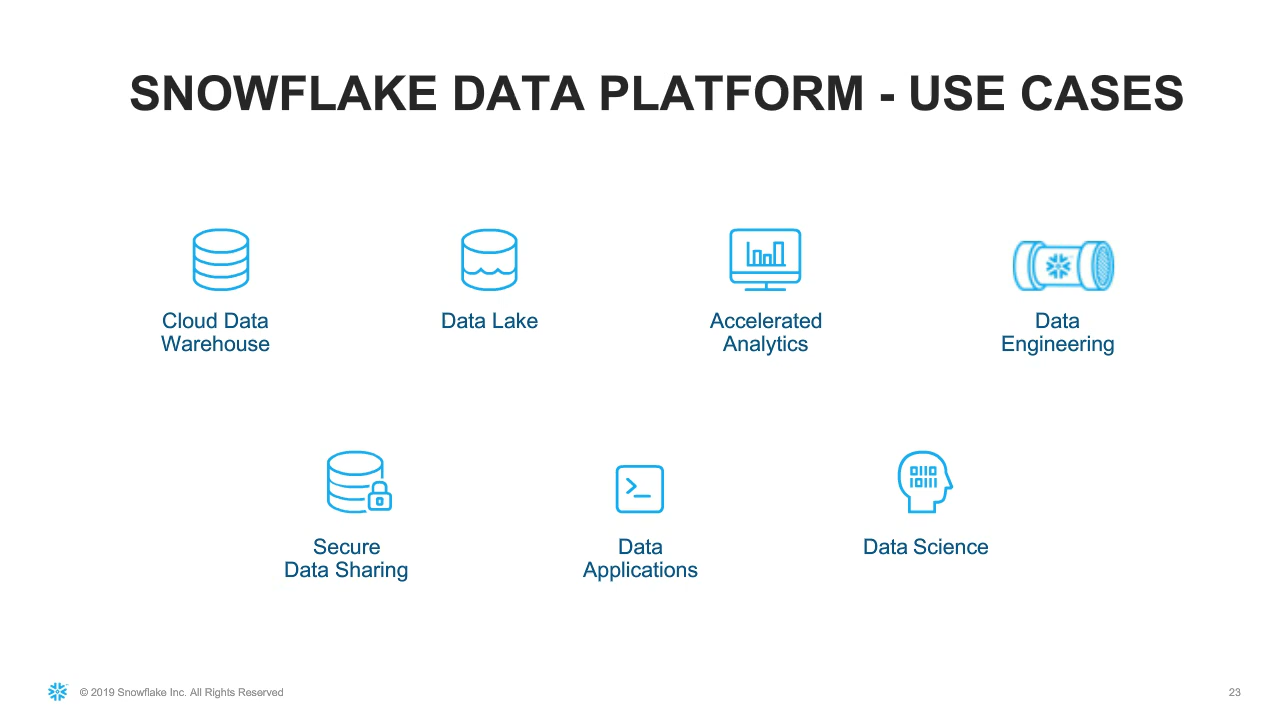 SNOWFLAKE DATA PLATFORM - USE CASES
Cloud Data
Warehouse
Data Lake
Accelerated
Analytics
Data
Engineering
Secure
Data Sharing
Data
Applications
Data Science
© 2019 Snowflake Inc. All Rights Reserved
23